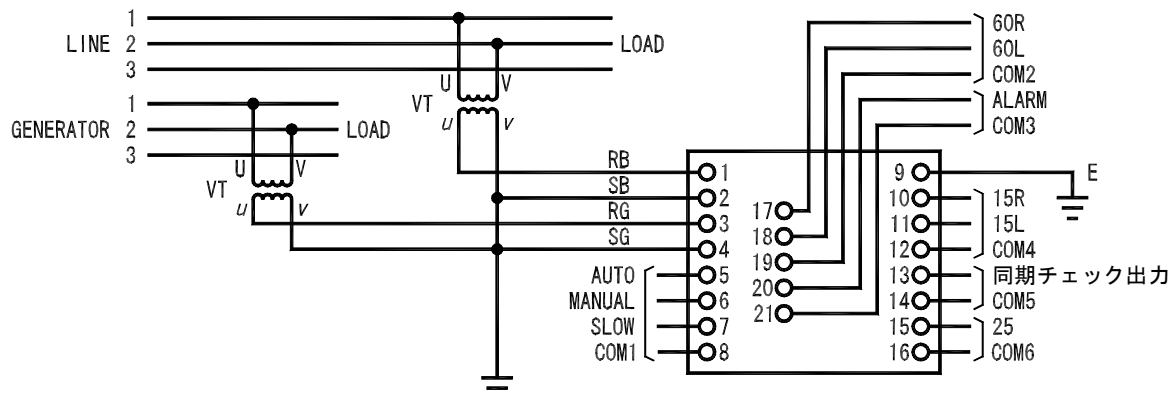 1
LINE 2 LOAD
3
U V
VT
u v
1
GENERATOR 2 LOAD
3
U V
VT
u v
RB 1
SB 2
RG 3
SG 4
AUTO 5
MANUAL 6
SLOW 7
COM1 8
17 60R
18 60L
19 COM2
20 ALARM
21 COM3
9 E
10 15R
11 15L
12 COM4
13 同期チェック出力
14 COM5
15 25
16 COM6